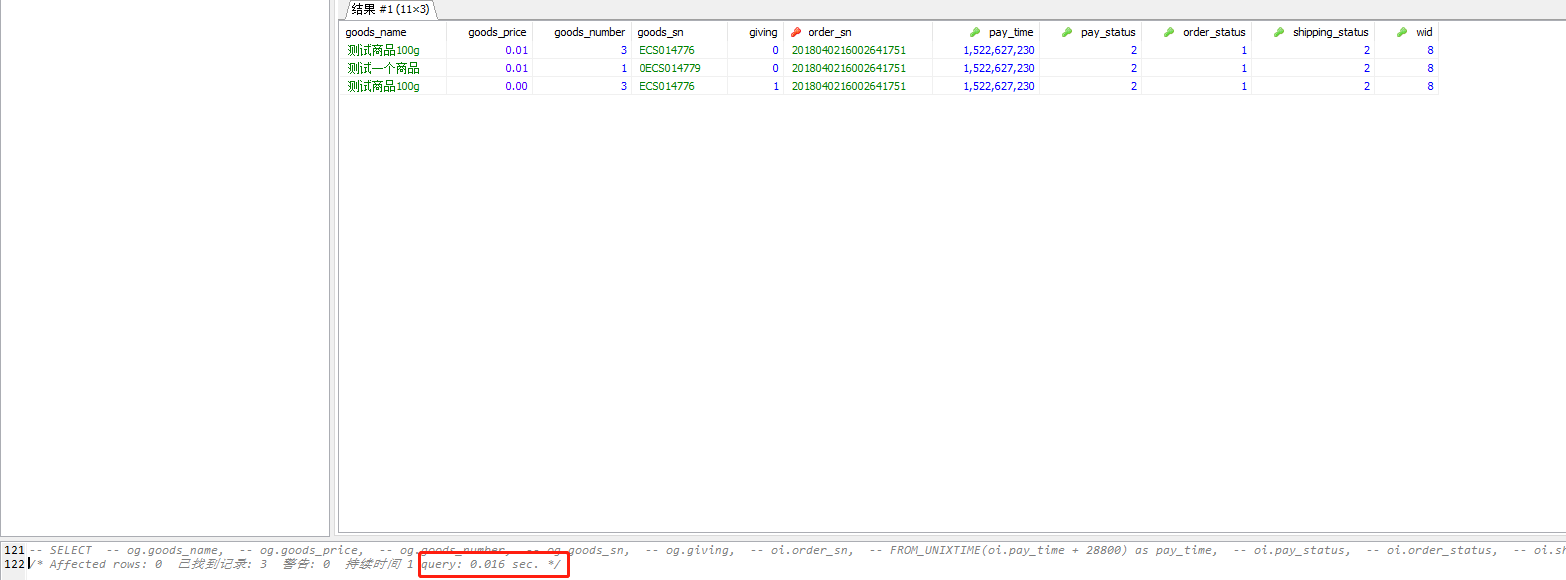 结果 #1 (11×3)
goods_name goods_price goods_number goods_sn giving order_sn pay_time pay_status order_status shipping_status wid
测试商品100g 0.01 3 ECS014776 0 2018040216002641751 1,522,627,230 2 1 2 8
测试一个商品 0.01 1 0ECS014779 0 2018040216002641751 1,522,627,230 2 1 2 8
测试商品100g 0.00 3 ECS014776 1 2018040216002641751 1,522,627,230 2 1 2 8
121 -- SELECT -- og.goods_name, -- og.goods_price, -- og.goods_number, -- og.goods_sn, -- og.giving, -- oi.order_sn, -- FROM_UNIXTIME(oi.pay_time + 28800) as pay_time, -- oi.pay_status, -- oi.order_status, -- oi.sh
122 /* Affected rows: 0 已找到记录: 3 警告: 0 持续时间 1 query: 0.016 sec. */